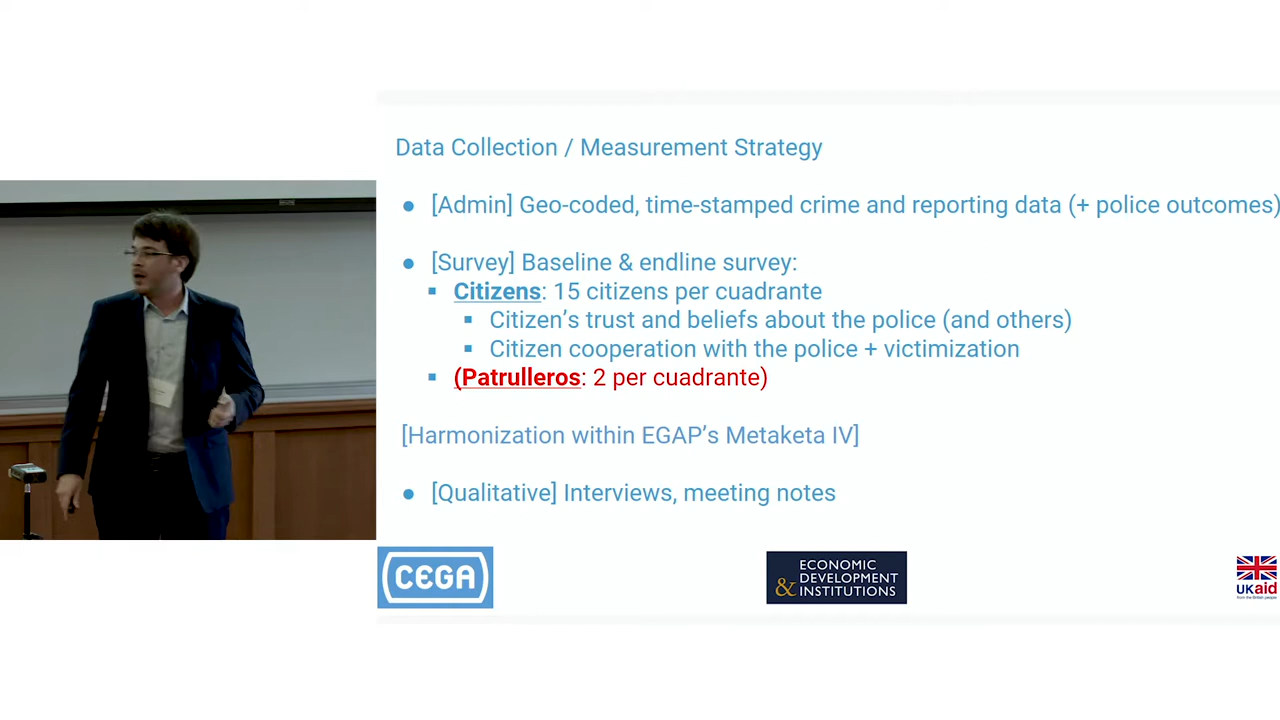 Data Collection / Measurement Strategy
● [Admin] Geo-coded, time-stamped crime and reporting data (+ police outcomes)
● [Survey] Baseline & endline survey:
▪ Citizens: 15 citizens per cuadrante
▪ Citizen’s trust and beliefs about the police (and others)
▪ Citizen cooperation with the police + victimization
▪ (Patrulleros: 2 per cuadrante)
[Harmonization within EGAP’s Metaketa IV]
● [Qualitative] Interviews, meeting notes
CEGA
ECONOMIC
& DEVELOPMENT
INSTITUTIONS
UKaid
from the British people